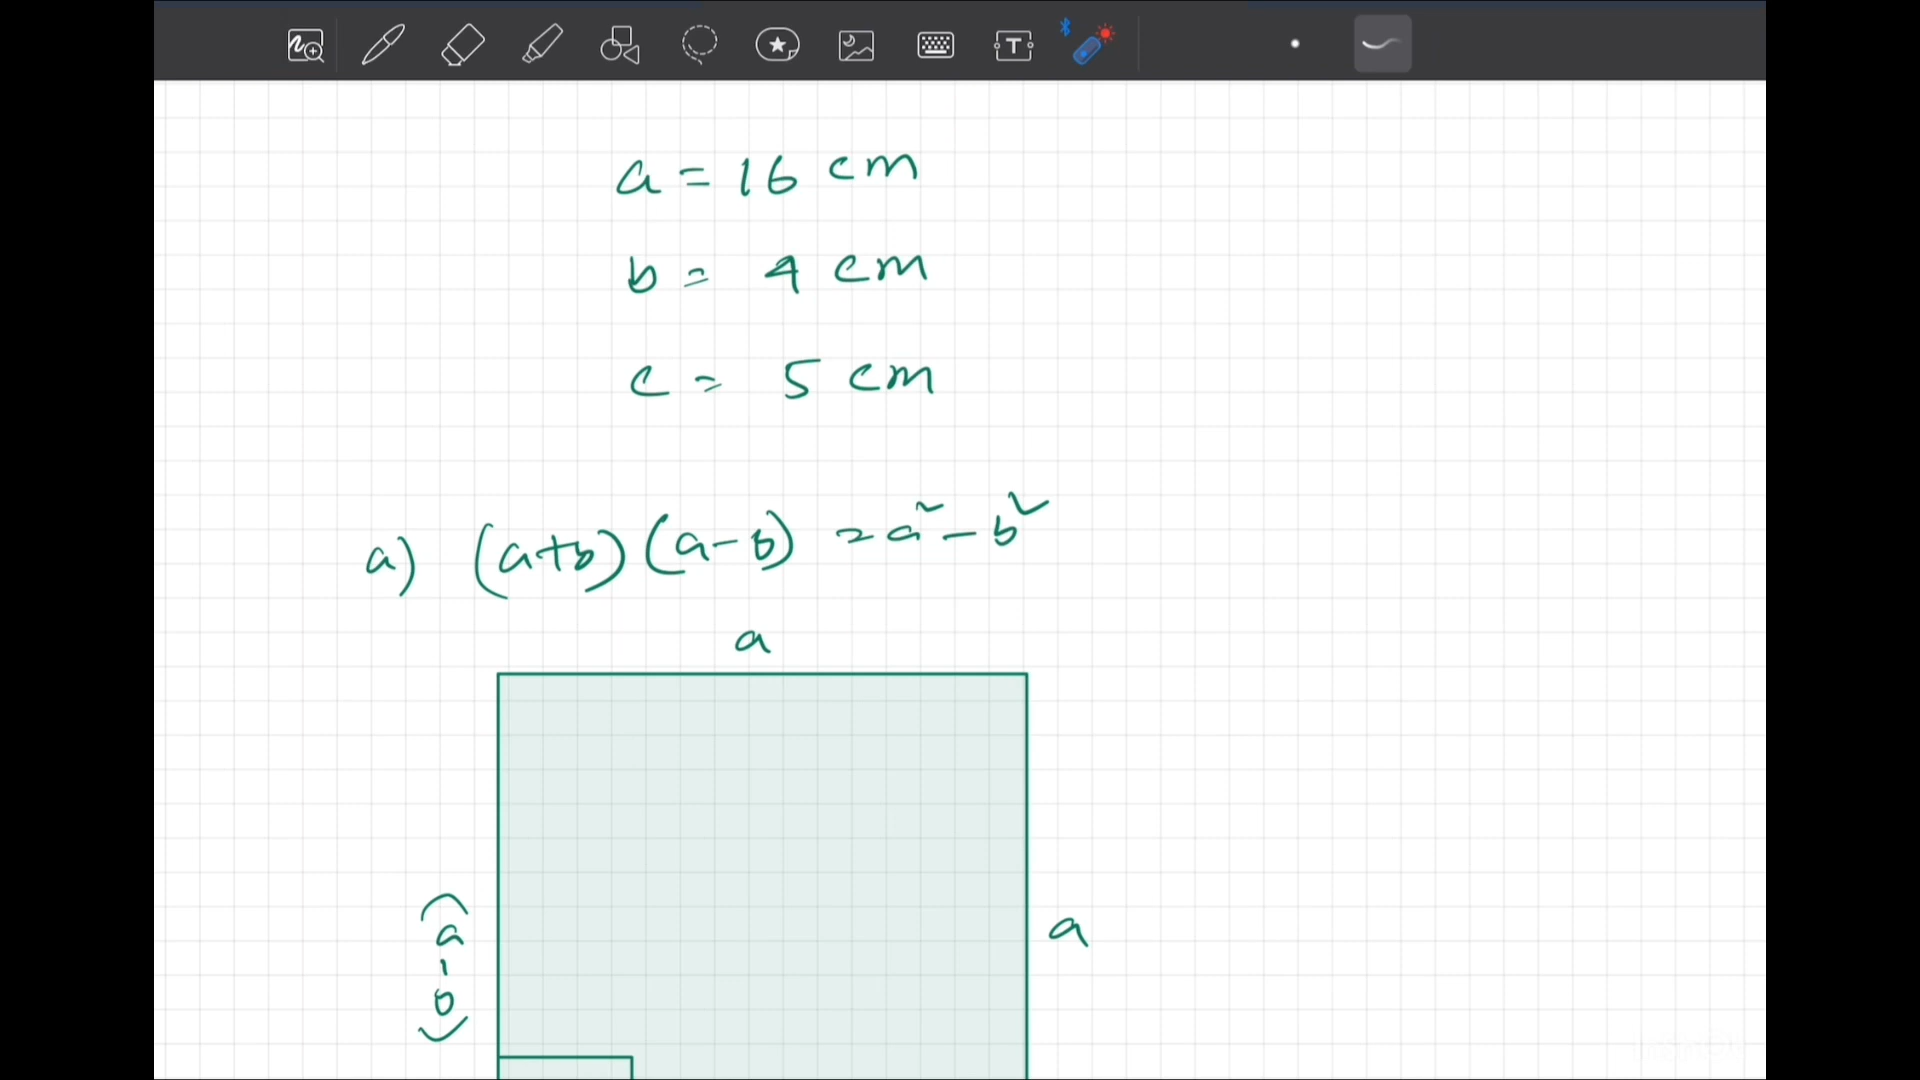 a = 16 cm
b = 4 cm
c = 5 cm
a) (a+b) (a-b) = a² - b²
a
(a-b)
a